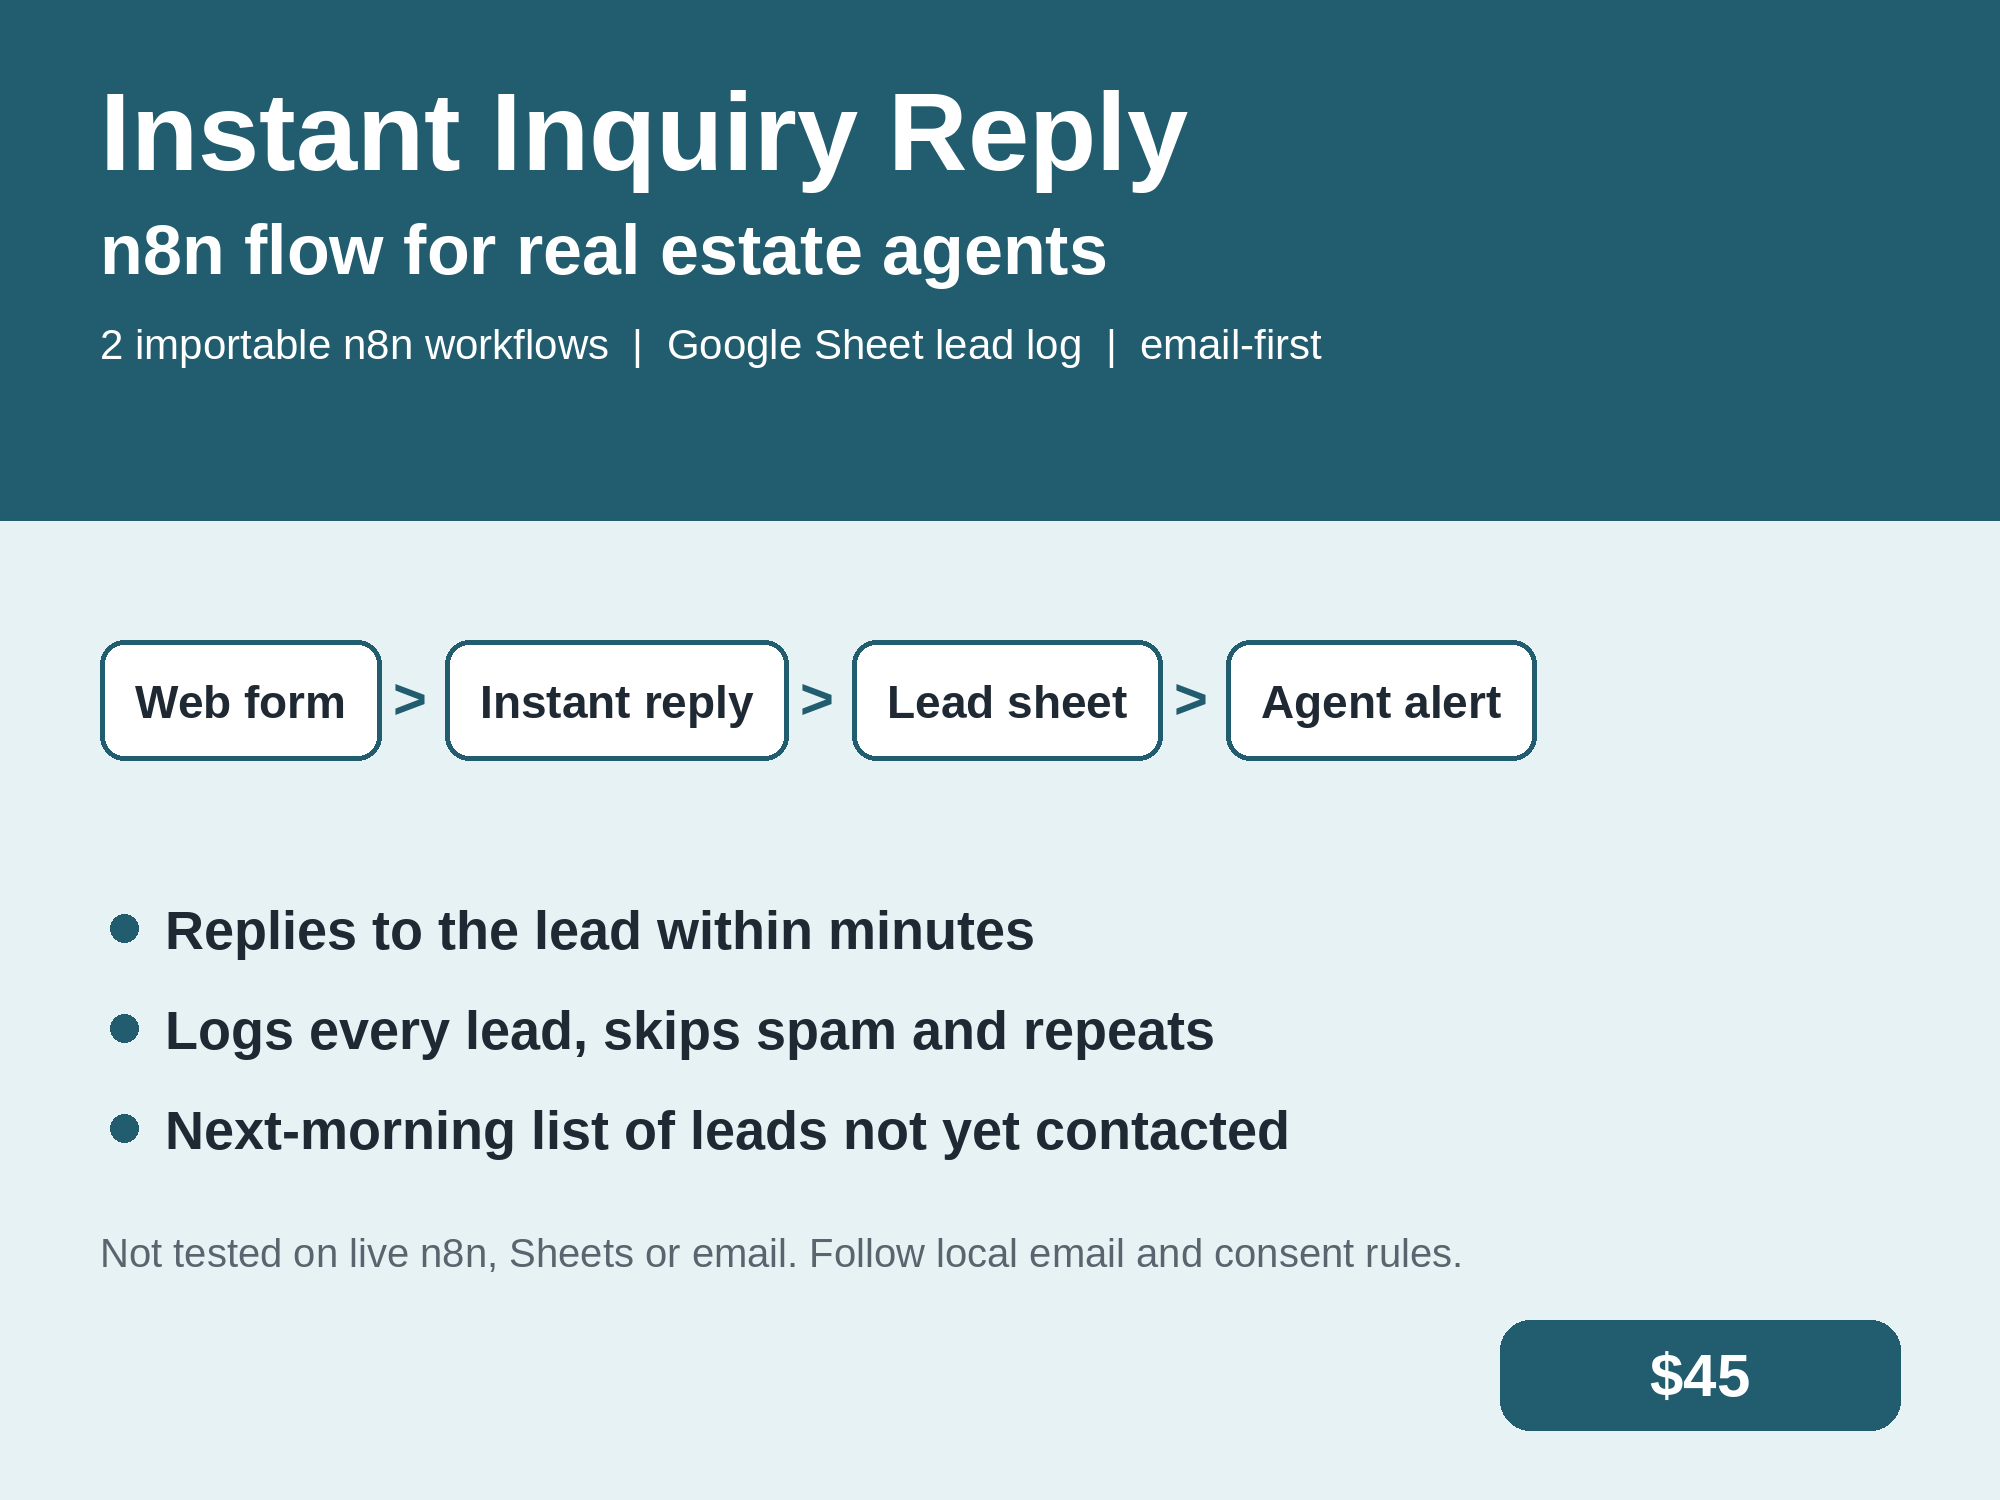 Instant Inquiry Reply
n8n flow for real estate agents
2 importable n8n workflows | Google Sheet lead log | email-first
Web form > Instant reply > Lead sheet > Agent alert
Replies to the lead within minutes
Logs every lead, skips spam and repeats
Next-morning list of leads not yet contacted
Not tested on live n8n, Sheets or email. Follow local email and consent rules.
$45